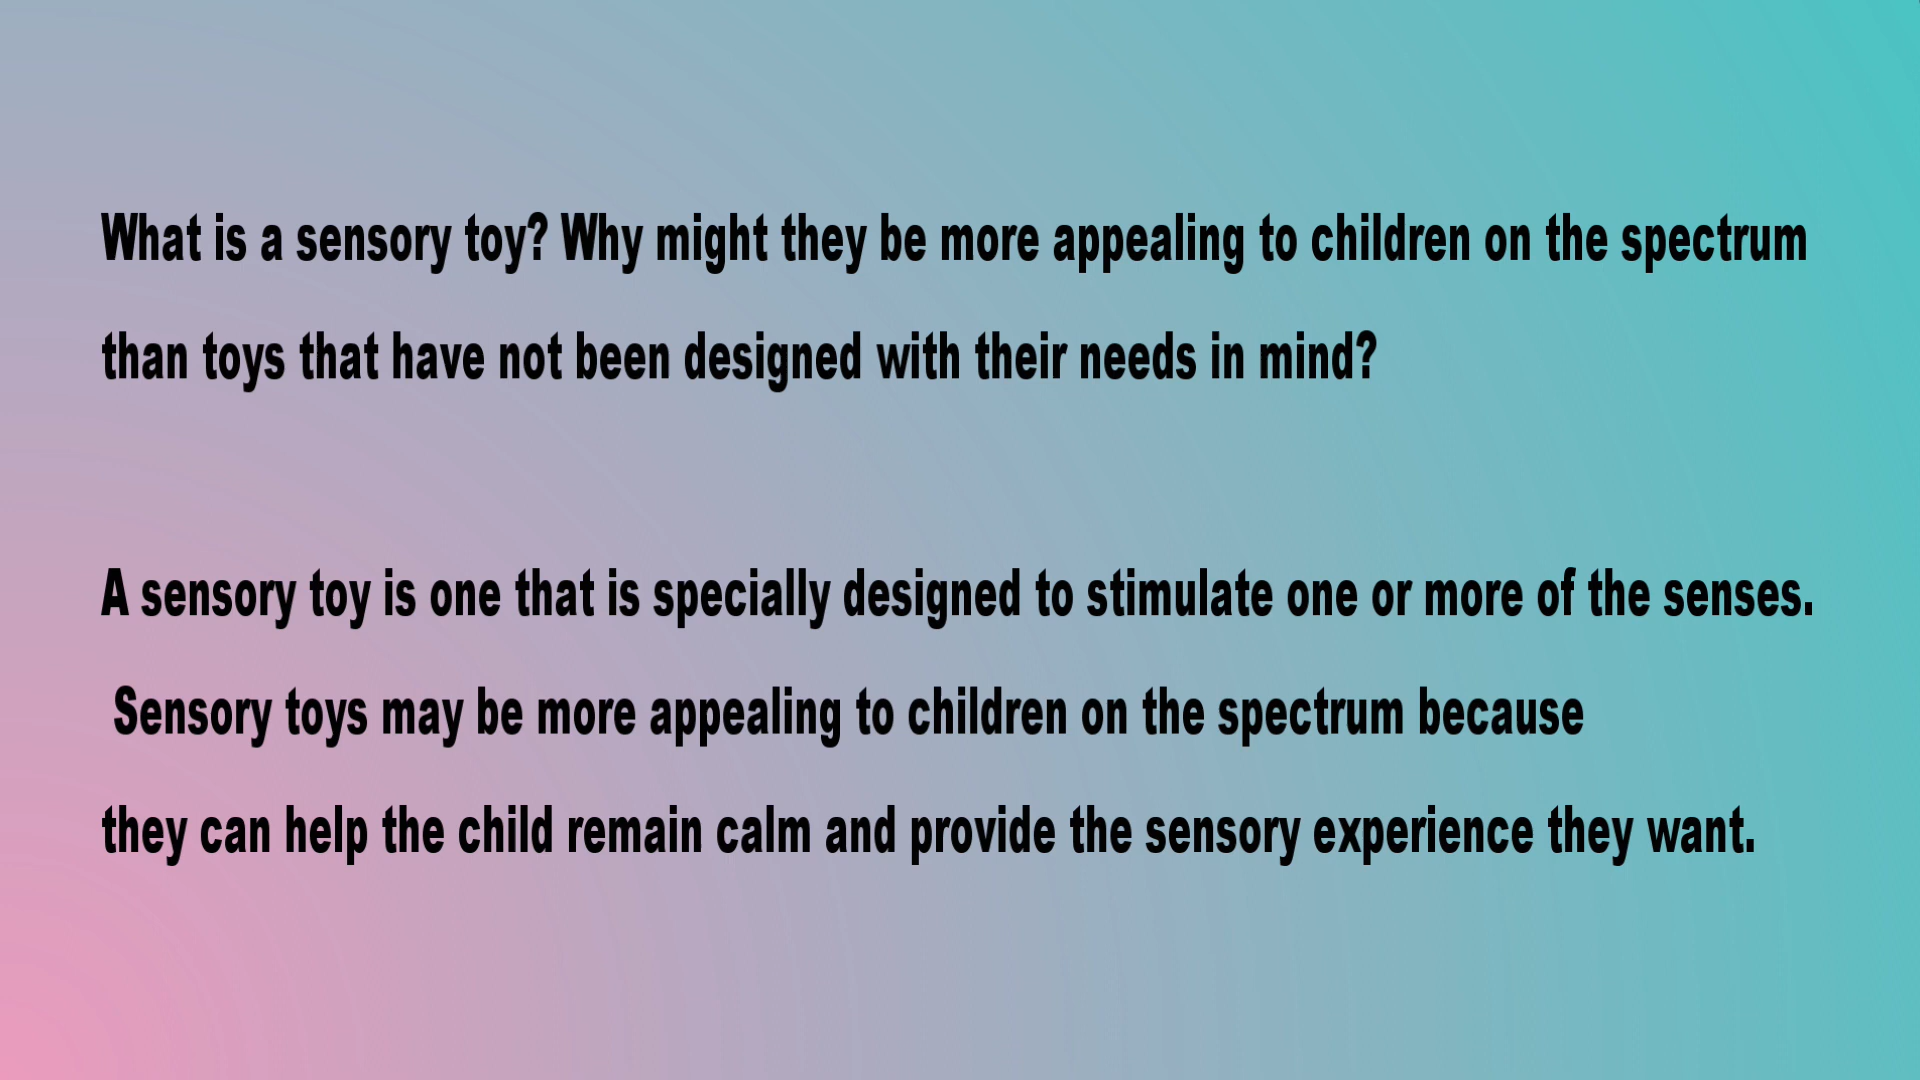 What is a sensory toy? Why might they be more appealing to children on the spectrum
than toys that have not been designed with their needs in mind?
A sensory toy is one that is specially designed to stimulate one or more of the senses.
Sensory toys may be more appealing to children on the spectrum because
they can help the child remain calm and provide the sensory experience they want.